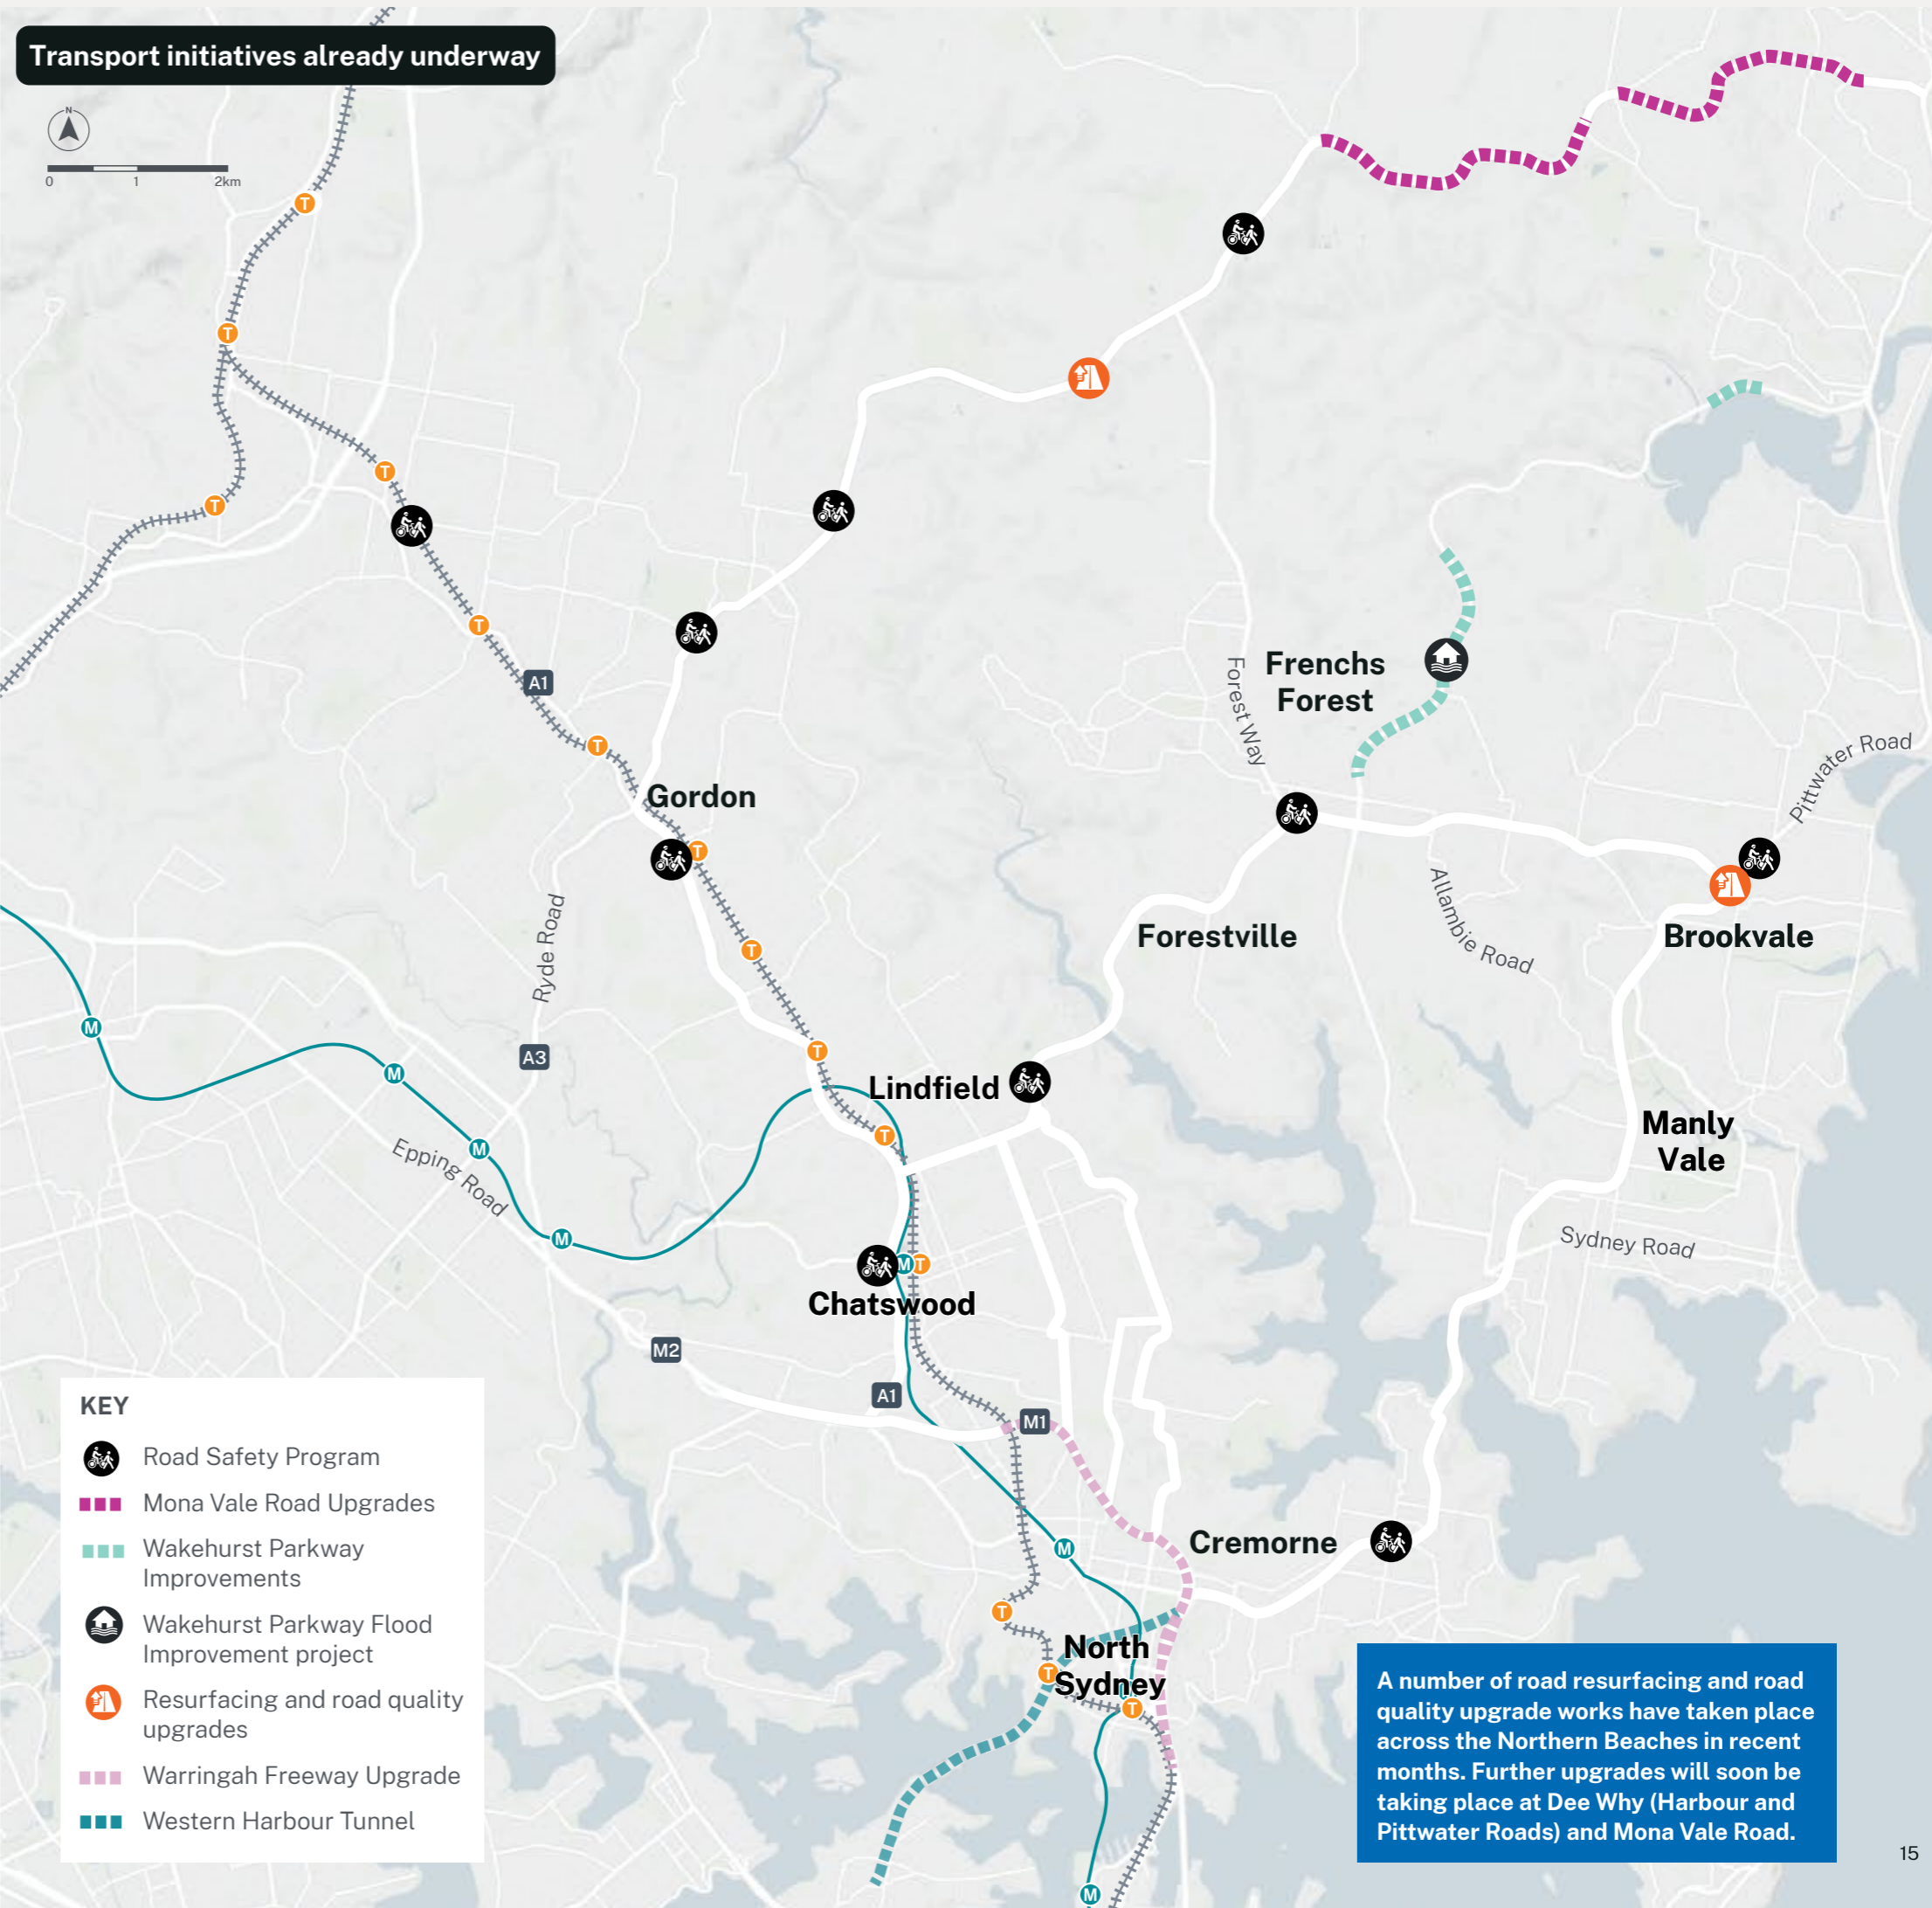 Transport initiatives already underway
N
0 1 2km
T
T
T
T
T
A1
T
Gordon
T
Forest Way
Frenchs
Forest
Pittwater Road
Ryde Road
T
Forestville
Allambie Road
Brookvale
M
A3
M
T
Lindfield
M
T
Epping Road
Manly
Vale
M
M T
Sydney Road
Chatswood
M2
A1
M1
M
Cremorne
T
North
Sydney
T
T
M
KEY
Road Safety Program
Mona Vale Road Upgrades
Wakehurst Parkway
Improvements
Wakehurst Parkway Flood
Improvement project
Resurfacing and road quality
upgrades
Warringah Freeway Upgrade
Western Harbour Tunnel
A number of road resurfacing and road
quality upgrade works have taken place
across the Northern Beaches in recent
months. Further upgrades will soon be
taking place at Dee Why (Harbour and
Pittwater Roads) and Mona Vale Road.
15